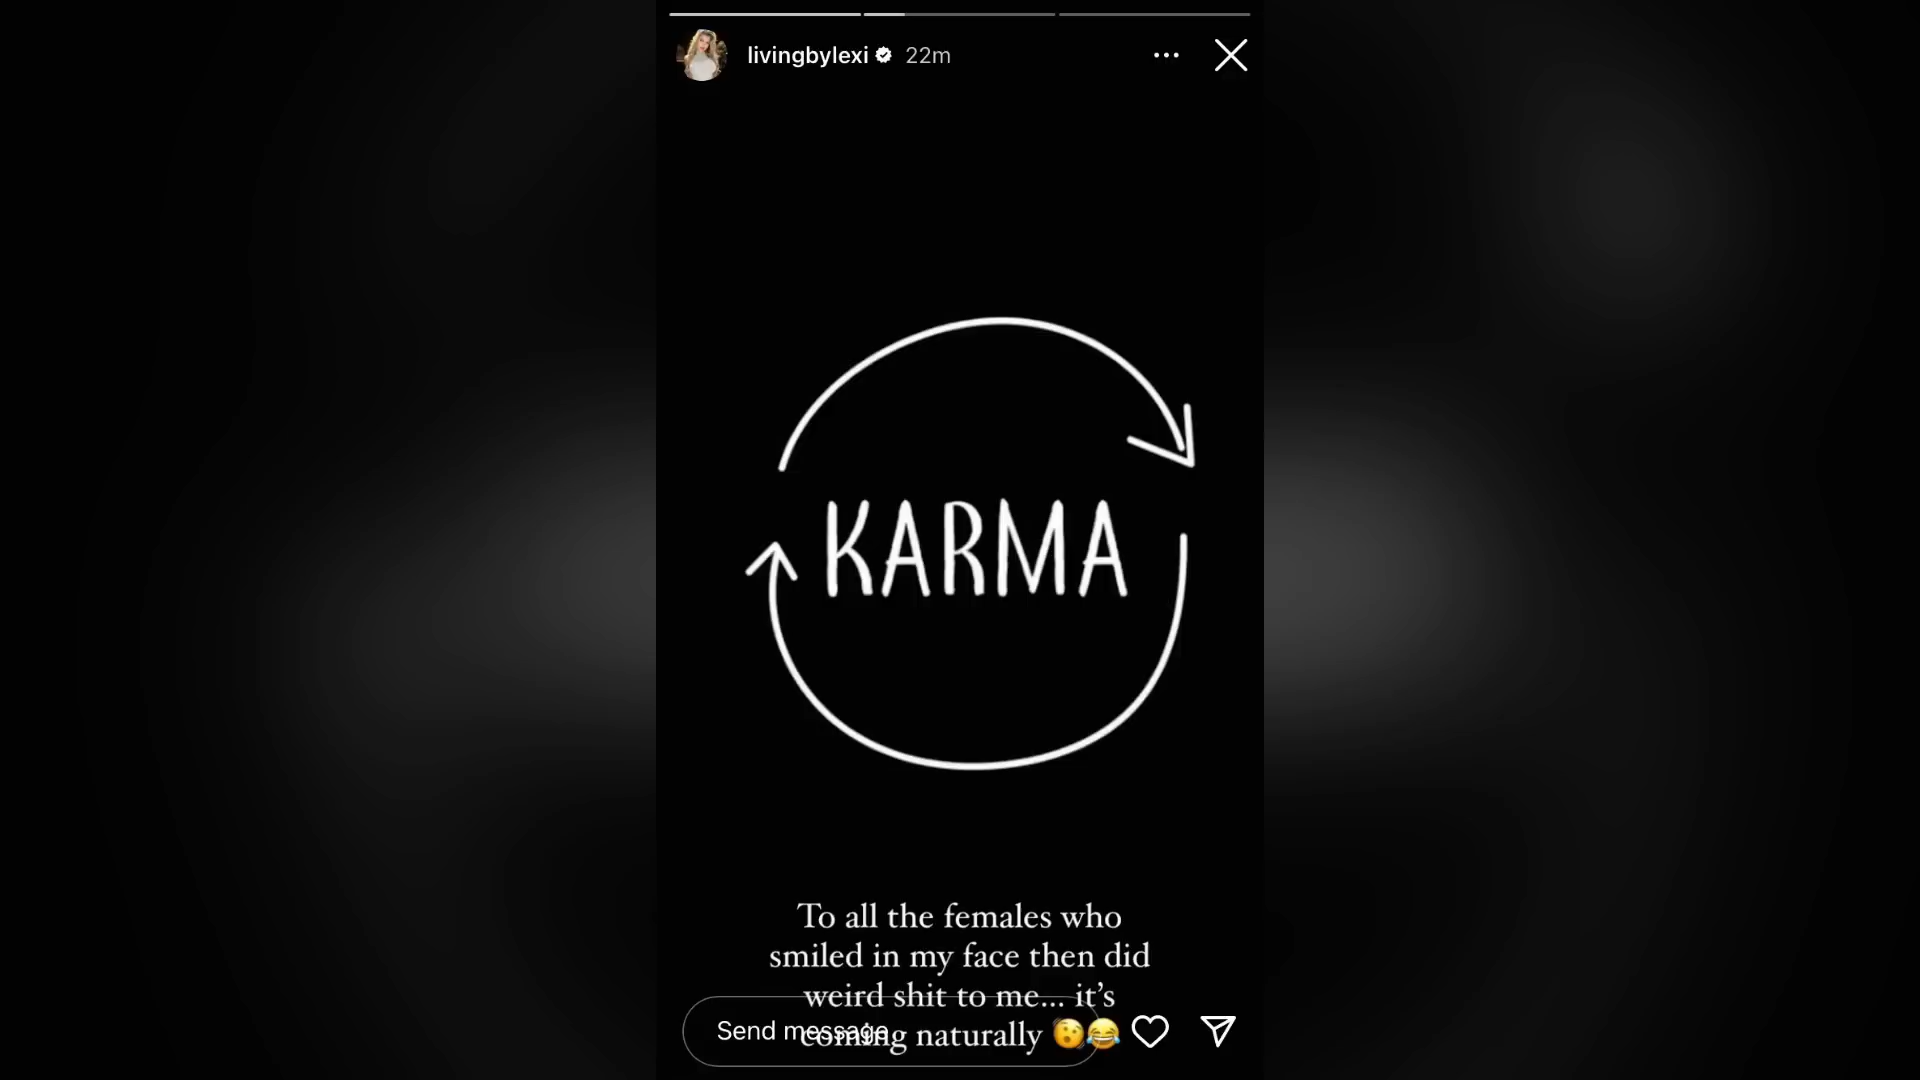 livingbylexi 22m
KARMA
To all the females who
smiled in my face then did
weird shit to me... it's
coming naturally 🫢😂
Send message